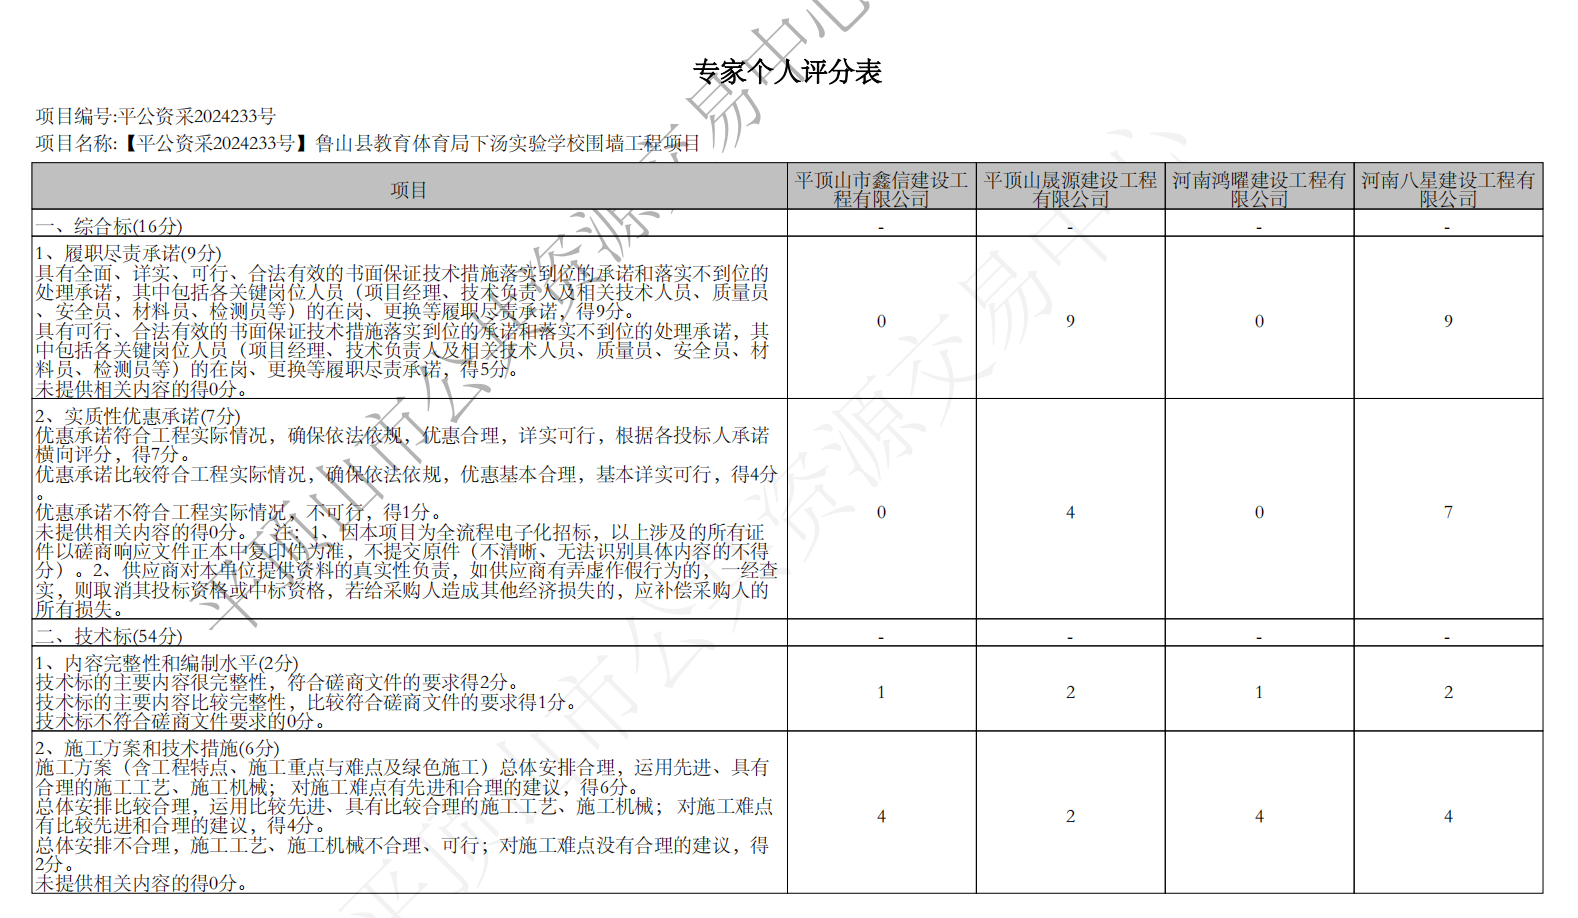 专家个人评分表
项目编号:平公资采2024233号
项目名称:【平公资采2024233号】鲁山县教育体育局下汤实验学校围墙工程项目
项目
平顶山市鑫信建设工
程有限公司
平顶山晟源建设工程
有限公司
河南鸿曜建设工程有
限公司
河南八星建设工程有
限公司
一、综合标(16分)
-
-
-
-
1、履职尽责承诺(9分)
具有全面、详实、可行、合法有效的书面保证技术措施落实到位的承诺和落实不到位的
处理承诺，其中包括各关键岗位人员（项目经理、技术负责人及相关技术人员、质量员
、安全员、材料员、检测员等）的在岗、更换等履职尽责承诺，得9分。
具有可行、合法有效的书面保证技术措施落实到位的承诺和落实不到位的处理承诺，其
中包括各关键岗位人员（项目经理、技术负责人及相关技术人员、质量员、安全员、材
料员、检测员等）的在岗、更换等履职尽责承诺，得5分。
未提供相关内容的得0分。
0
9
0
9
2、实质性优惠承诺(7分)
优惠承诺符合工程实际情况，确保依法依规，优惠合理，详实可行，根据各投标人承诺
横向评分，得7分。
优惠承诺比较符合工程实际情况，确保依法依规，优惠基本合理，基本详实可行，得4分
。
优惠承诺不符合工程实际情况，不可行，得1分。
未提供相关内容的得0分。 注：1、因本项目为全流程电子化招标，以上涉及的所有证
件以磋商响应文件正本中复印件为准，不提交原件（不清晰、无法识别具体内容的不得
分）。2、供应商对本单位提供资料的真实性负责，如供应商有弄虚作假行为的，一经查
实，则取消其投标资格或中标资格，若给采购人造成其他经济损失的，应补偿采购人的
所有损失。
0
4
0
7
二、技术标(54分)
-
-
-
-
1、内容完整性和编制水平(2分)
技术标的主要内容很完整性，符合磋商文件的要求得2分。
技术标的主要内容比较完整性，比较符合磋商文件的要求得1分。
技术标不符合磋商文件要求的0分。
1
2
1
2
2、施工方案和技术措施(6分)
施工方案（含工程特点、施工重点与难点及绿色施工）总体安排合理，运用先进、具有
合理的施工工艺、施工机械； 对施工难点有先进和合理的建议，得6分。
总体安排比较合理，运用比较先进、具有比较合理的施工工艺、施工机械； 对施工难点
有比较先进和合理的建议，得4分。
总体安排不合理，施工工艺、施工机械不合理、可行；对施工难点没有合理的建议，得
2分。
未提供相关内容的得0分。
4
2
4
4
平顶山市公共资源交易中心
平顶山市公共资源交易中心